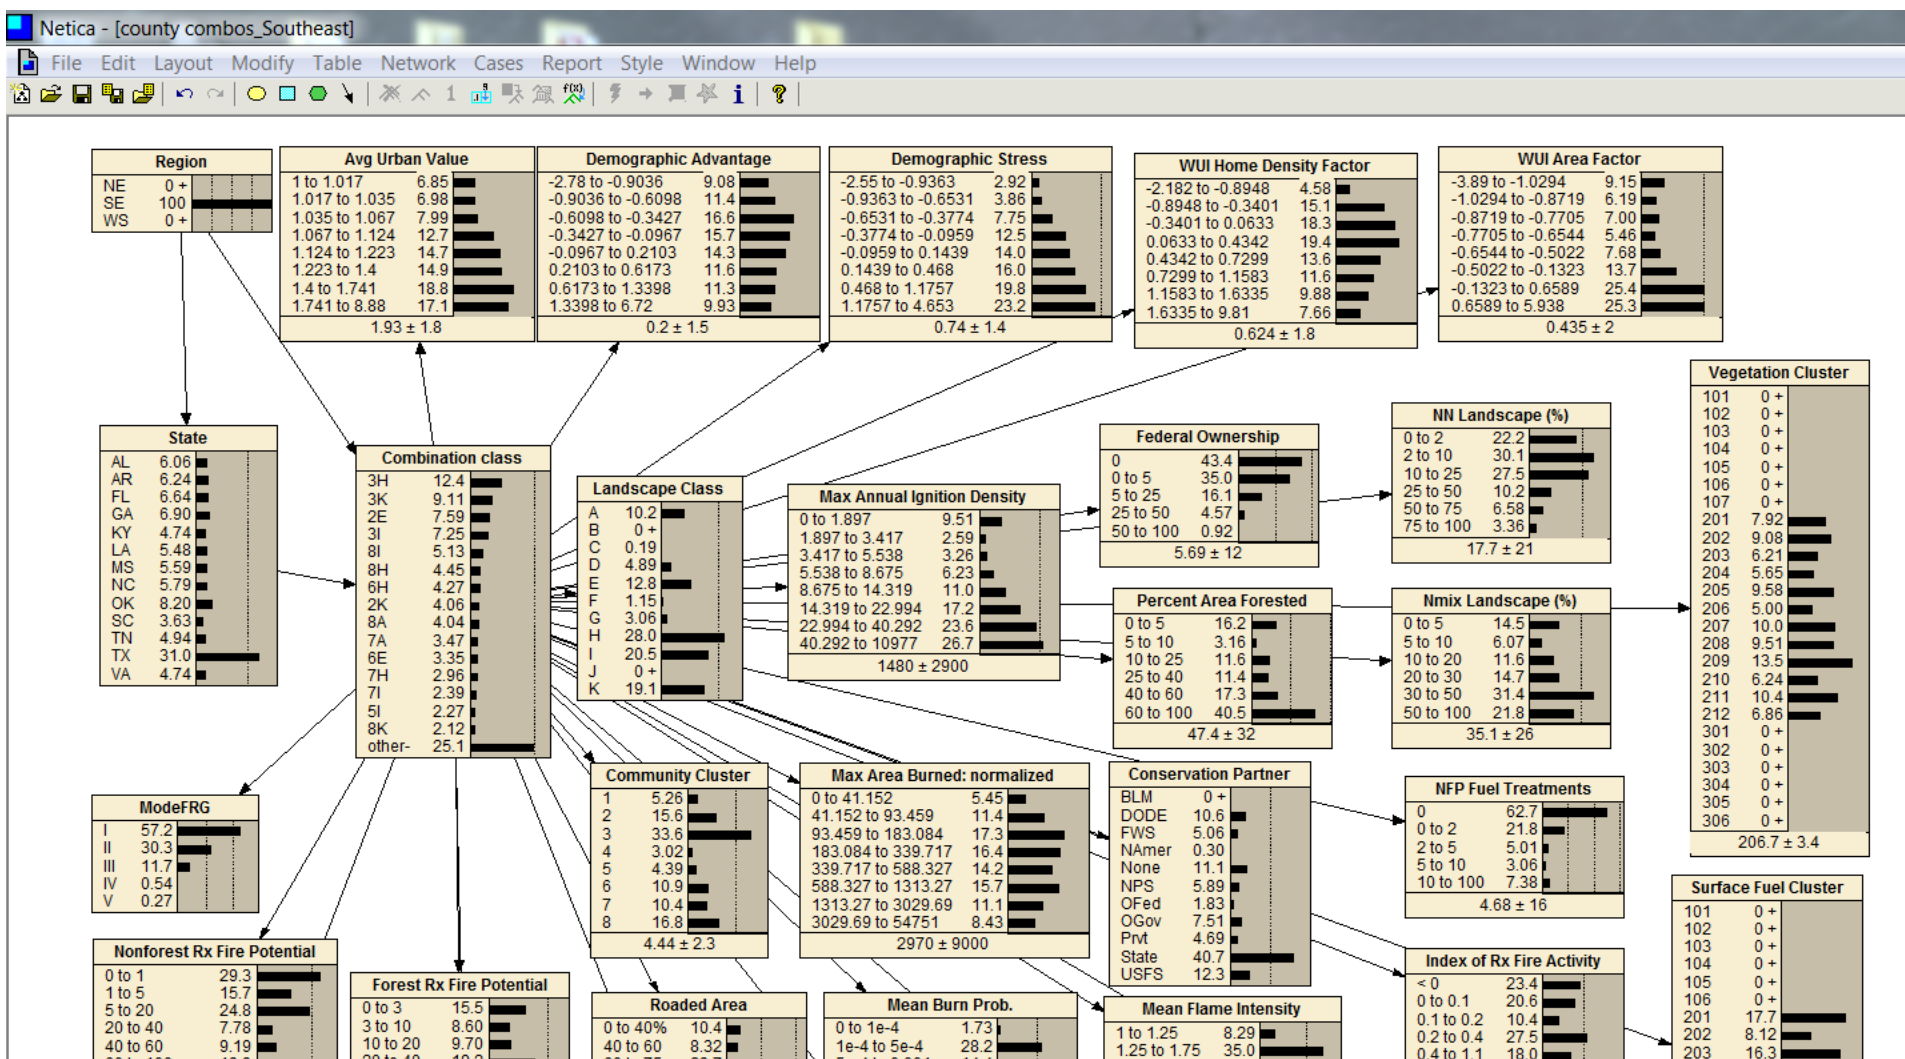 Netica - [county combos_Southeast]
File Edit Layout Modify Table Network Cases Report Style Window Help
Region
NE 0 +
SE 100
WS 0 +
Avg Urban Value
1 to 1.017 6.85
1.017 to 1.035 6.98
1.035 to 1.067 7.99
1.067 to 1.124 12.7
1.124 to 1.223 14.7
1.223 to 1.4 14.9
1.4 to 1.741 18.8
1.741 to 8.88 17.1
1.93 ± 1.8
Demographic Advantage
-2.78 to -0.9036 9.08
-0.9036 to -0.6098 11.4
-0.6098 to -0.3427 16.6
-0.3427 to -0.0967 15.7
-0.0967 to 0.2103 14.3
0.2103 to 0.6173 11.6
0.6173 to 1.3398 11.3
1.3398 to 6.72 9.93
0.2 ± 1.5
Demographic Stress
-2.55 to -0.9363 2.92
-0.9363 to -0.6531 3.86
-0.6531 to -0.3774 7.75
-0.3774 to -0.0959 12.5
-0.0959 to 0.1439 14.0
0.1439 to 0.468 16.0
0.468 to 1.1757 19.8
1.1757 to 4.653 23.2
0.74 ± 1.4
WUI Home Density Factor
-2.182 to -0.8948 4.58
-0.8948 to -0.3401 15.1
-0.3401 to 0.0633 18.3
0.0633 to 0.4342 19.4
0.4342 to 0.7299 13.6
0.7299 to 1.1583 11.6
1.1583 to 1.6335 9.88
1.6335 to 9.81 7.66
0.624 ± 1.8
WUI Area Factor
-3.89 to -1.0294 9.15
-1.0294 to -0.8719 6.19
-0.8719 to -0.7705 7.00
-0.7705 to -0.6544 5.46
-0.6544 to -0.5022 7.68
-0.5022 to -0.1323 13.7
-0.1323 to 0.6589 25.4
0.6589 to 5.938 25.3
0.435 ± 2
State
AL 6.06
AR 6.24
FL 6.64
GA 6.90
KY 4.74
LA 5.48
MS 5.59
NC 5.79
OK 8.20
SC 3.63
TN 4.94
TX 31.0
VA 4.74
Combination class
3H 12.4
3K 9.11
2E 7.59
3I 7.25
8I 5.13
8H 4.45
6H 4.27
2K 4.06
8A 4.04
7A 3.47
6E 3.35
7H 2.96
7I 2.39
5I 2.27
8K 2.12
other- 25.1
Landscape Class
A 10.2
B 0 +
C 0.19
D 4.89
E 12.8
F 1.15
G 3.06
H 28.0
I 20.5
J 0 +
K 19.1
Max Annual Ignition Density
0 to 1.897 9.51
1.897 to 3.417 2.59
3.417 to 5.538 3.26
5.538 to 8.675 6.23
8.675 to 14.319 11.0
14.319 to 22.994 17.2
22.994 to 40.292 23.6
40.292 to 10977 26.7
1480 ± 2900
Federal Ownership
0 43.4
0 to 5 35.0
5 to 25 16.1
25 to 50 4.57
50 to 100 0.92
5.69 ± 12
NN Landscape (%)
0 to 2 22.2
2 to 10 30.1
10 to 25 27.5
25 to 50 10.2
50 to 75 6.58
75 to 100 3.36
17.7 ± 21
Vegetation Cluster
101 0 +
102 0 +
103 0 +
104 0 +
105 0 +
106 0 +
107 0 +
201 7.92
202 9.08
203 6.21
204 5.65
205 9.58
206 5.00
207 10.0
208 9.51
209 13.5
210 6.24
211 10.4
212 6.86
301 0 +
302 0 +
303 0 +
304 0 +
305 0 +
306 0 +
206.7 ± 3.4
Percent Area Forested
0 to 5 16.2
5 to 10 3.16
10 to 25 11.6
25 to 40 11.4
40 to 60 17.3
60 to 100 40.5
47.4 ± 32
Nmix Landscape (%)
0 to 5 14.5
5 to 10 6.07
10 to 20 11.6
20 to 30 14.7
30 to 50 31.4
50 to 100 21.8
35.1 ± 26
ModeFRG
I 57.2
II 30.3
III 11.7
IV 0.54
V 0.27
Community Cluster
1 5.26
2 15.6
3 33.6
4 3.02
5 4.39
6 10.9
7 10.4
8 16.8
4.44 ± 2.3
Max Area Burned: normalized
0 to 41.152 5.45
41.152 to 93.459 11.4
93.459 to 183.084 17.3
183.084 to 339.717 16.4
339.717 to 588.327 14.2
588.327 to 1313.27 15.7
1313.27 to 3029.69 11.1
3029.69 to 54751 8.43
2970 ± 9000
Conservation Partner
BLM 0 +
DODE 10.6
FWS 5.06
NAmer 0.30
None 11.1
NPS 5.89
OFed 1.83
OGov 7.51
Prvt 4.69
State 40.7
USFS 12.3
NFP Fuel Treatments
0 62.7
0 to 2 21.8
2 to 5 5.01
5 to 10 3.06
10 to 100 7.38
4.68 ± 16
Surface Fuel Cluster
101 0 +
102 0 +
103 0 +
104 0 +
105 0 +
106 0 +
201 17.7
202 8.12
203 16.3
Nonforest Rx Fire Potential
0 to 1 29.3
1 to 5 15.7
5 to 20 24.8
20 to 40 7.78
40 to 60 9.19
Forest Rx Fire Potential
0 to 3 15.5
3 to 10 8.60
10 to 20 9.70
Roaded Area
0 to 40% 10.4
40 to 60 8.32
Mean Burn Prob.
0 to 1e-4 1.73
1e-4 to 5e-4 28.2
Mean Flame Intensity
1 to 1.25 8.29
1.25 to 1.75 35.0
Index of Rx Fire Activity
< 0 23.4
0 to 0.1 20.6
0.1 to 0.2 10.4
0.2 to 0.4 27.5
0.4 to 1.1 18.0